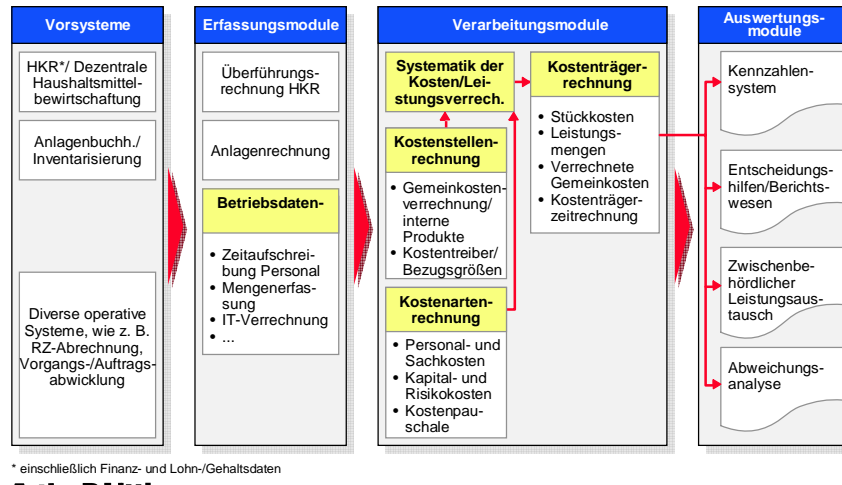 Vorsysteme
HKR*/ Dezentrale
Haushaltsmittel-
bewirtschaftung
Anlagenbuchh./
Inventarisierung
Diverse operative
Systeme, wie z. B.
RZ-Abrechnung,
Vorgangs-/Auftrags-
abwicklung
Erfassungsmodule
Überführungs-
rechnung HKR
Anlagenrechnung
Betriebsdaten-
• Zeitaufschrei-
bung Personal
• Mengenerfas-
sung
• IT-Verrechnung
• ...
Verarbeitungsmodule
Systematik der
Kosten/Lei-
stungsverrech.
Kostenstellen-
rechnung
• Gemeinkosten-
verrechnung/
interne
Produkte
• Kostentreiber/
Bezugsgrößen
Kostenarten-
rechnung
• Personal- und
Sachkosten
• Kapital- und
Risikokosten
• Kostenpau-
schale
Kostenträger-
rechnung
• Stückkosten
• Leistungs-
mengen
• Verrechnete
Gemeinkosten
• Kostenträger-
zeitrechnung
Auswertungs-
module
Kennzahlen-
system
Entscheidungs-
hilfen/Berichts-
wesen
Zwischenbe-
hördlicher
Leistungsaus-
tausch
Abweichungs-
analyse
* einschließlich Finanz- und Lohn-/Gehaltsdaten